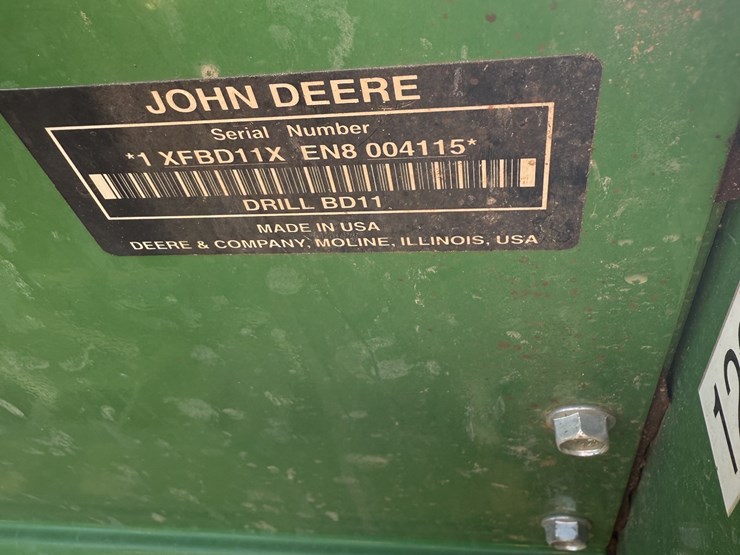 JOHN DEERE
Serial Number
*1 XFBD11X EN8 004115*
DRILL BD11
MADE IN USA
DEERE & COMPANY, MOLINE, ILLINOIS, USA